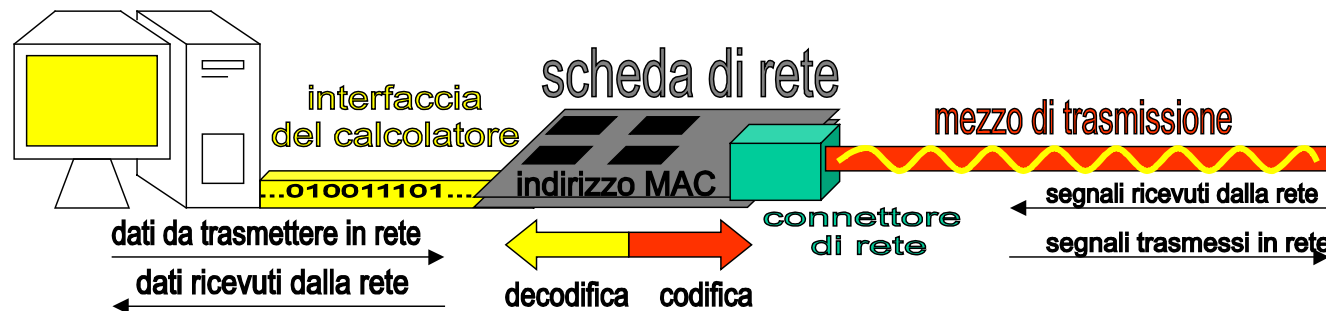 scheda di rete
interfaccia
del calcolatore
mezzo di trasmissione
...010011101...
indirizzo MAC
connettore
di rete
segnali ricevuti dalla rete
segnali trasmessi in rete
dati da trasmettere in rete
dati ricevuti dalla rete
decodifica
codifica